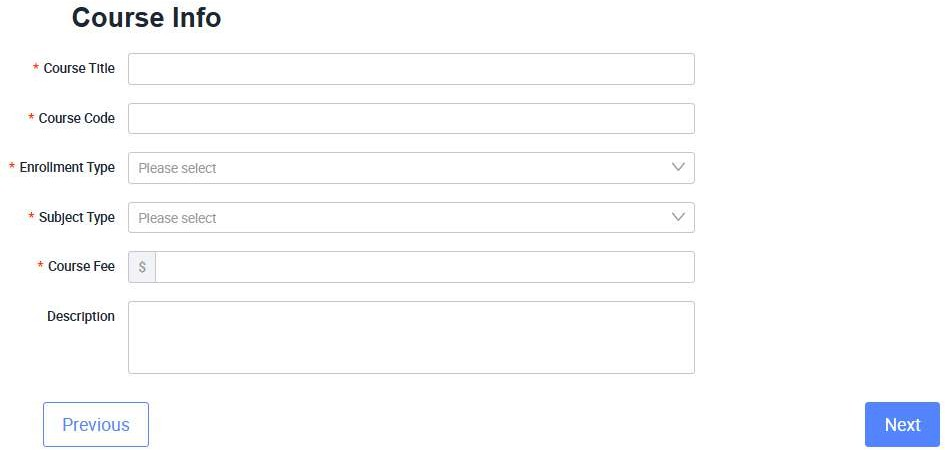 Course Info
* Course Title
* Course Code
* Enrollment Type Please select
* Subject Type Please select
* Course Fee $
Description
Previous Next